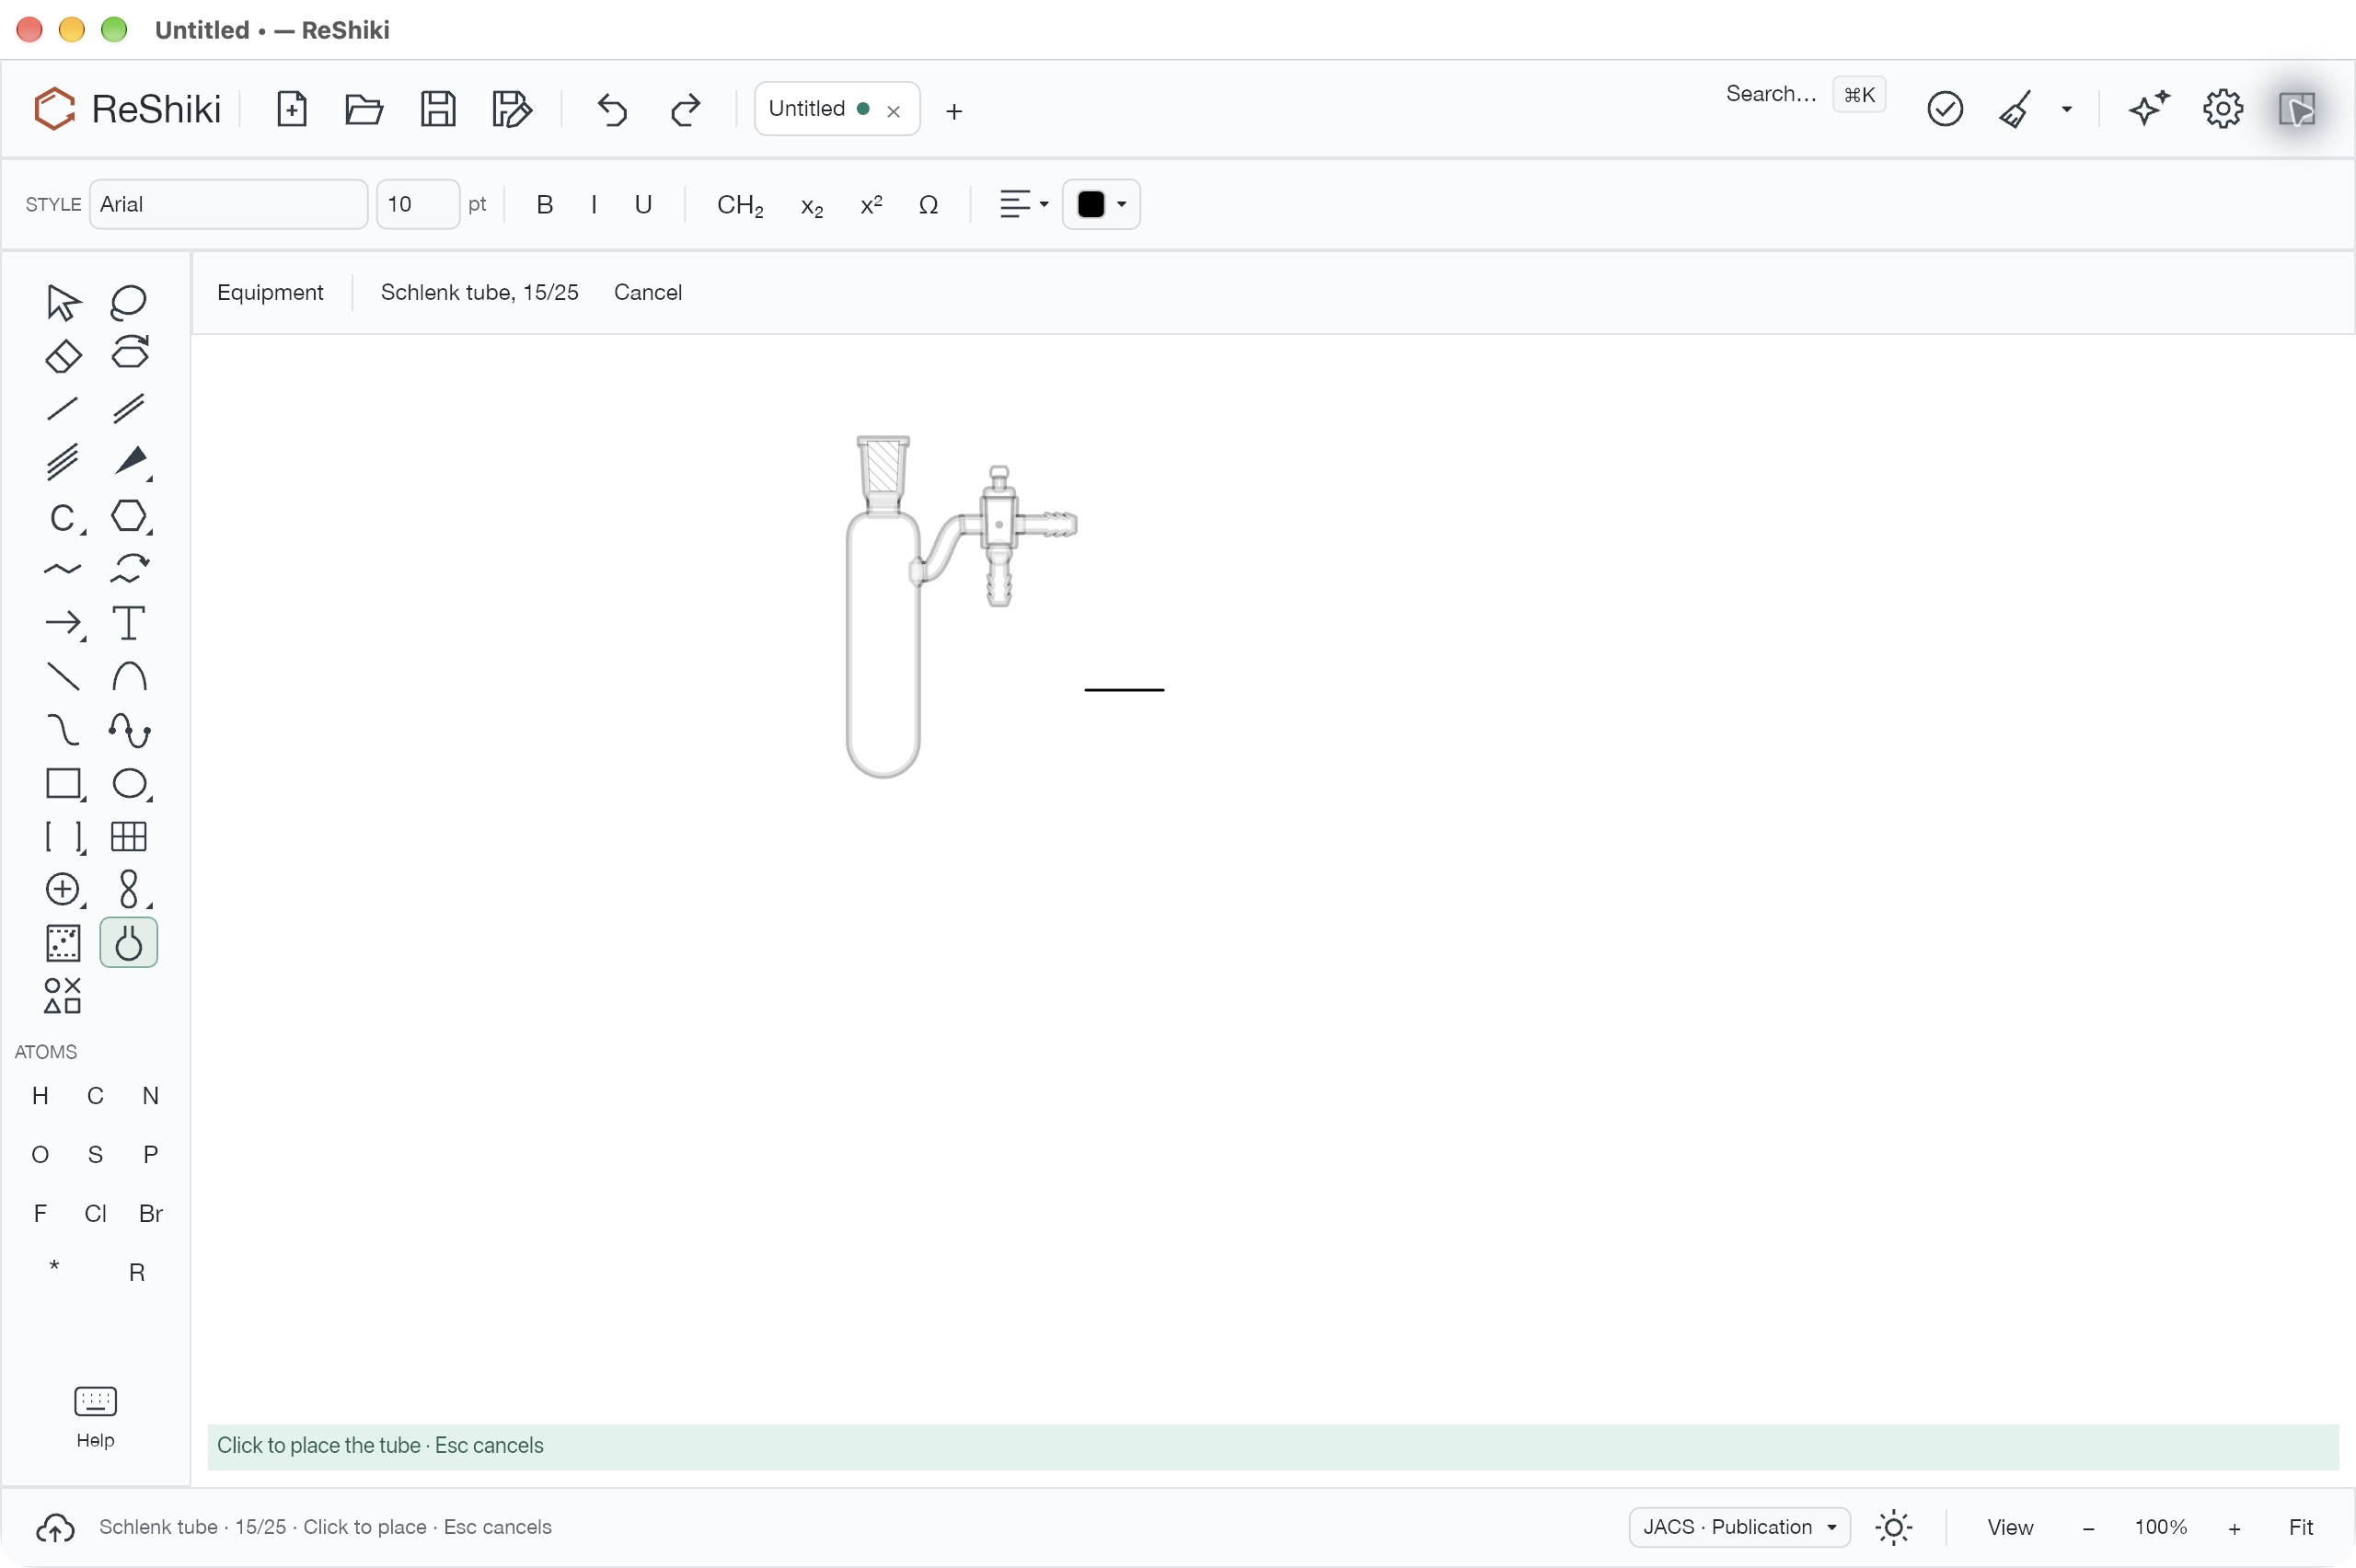 Untitled • — ReShiki
ReShiki
Untitled
Search... ⌘K
STYLE Arial 10 pt B I U CH₂ x₂ x² Ω
Equipment Schlenk tube, 15/25 Cancel
C
T
ATOMS
H C N
O S P
F Cl Br
* R
Help
Click to place the tube · Esc cancels
Schlenk tube · 15/25 · Click to place · Esc cancels
JACS · Publication View − 100% + Fit